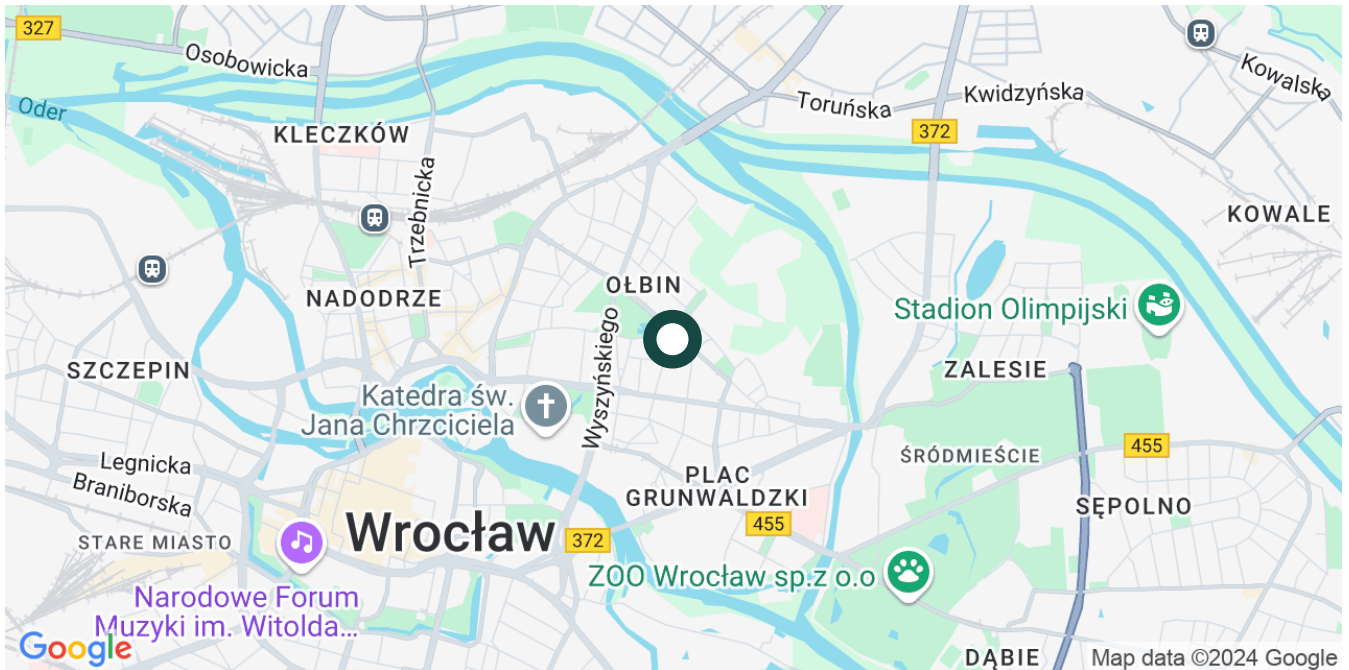 327
Osobowicka
Kowalska
Toruńska
Kwidzyńska
Oder
KLECZKÓW
372
Trzebnicka
KOWALE
OŁBIN
NADODRZE
Stadion Olimpijski
Wyszyńskiego
SZCZEPIN
ZALESIE
Katedra św.
Jana Chrzciciela
Legnicka
Braniborska
ŚRÓDMIEŚCIE
455
PLAC
GRUNWALDZKI
SĘPOLNO
455
STARE MIASTO
Wrocław
372
ZOO Wrocław sp.z o.o
Narodowe Forum
Muzyki im. Witolda...
Google
DĄBIE
Map data ©2024 Google